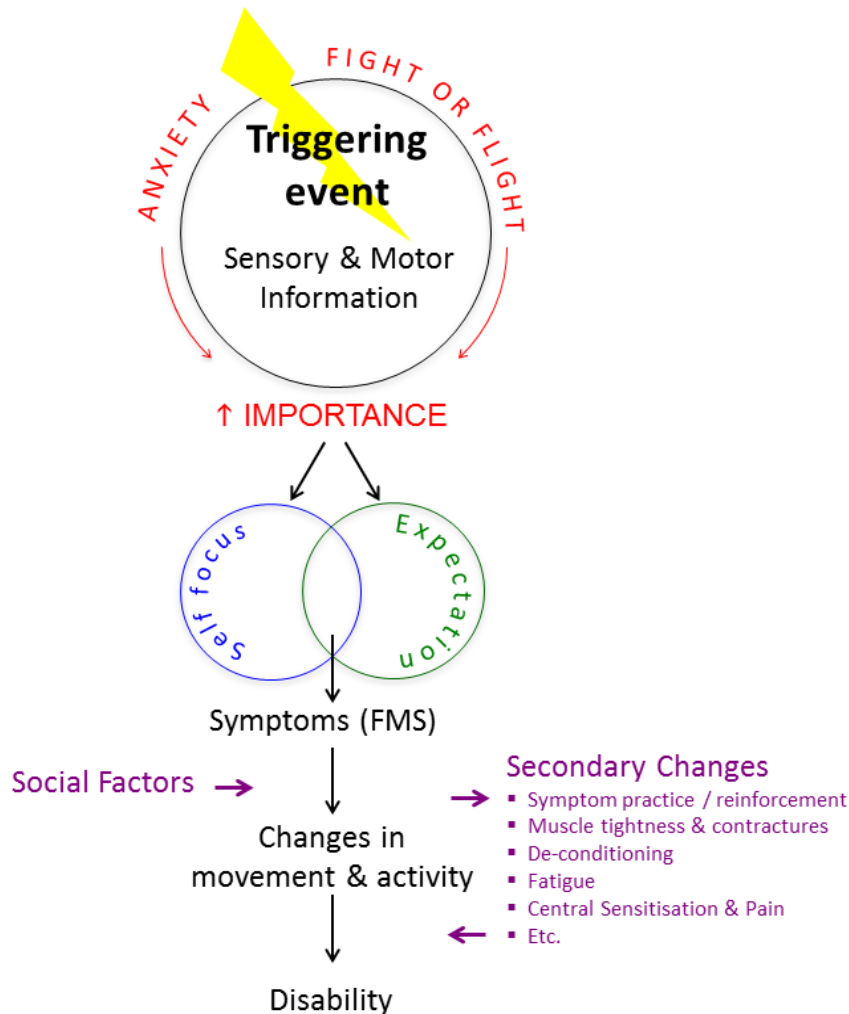 ANXIETY
FIGHT OR FLIGHT
Triggering
event
Sensory & Motor
Information
↑ IMPORTANCE
Self focus
Expectation
Symptoms (FMS)
Social Factors
Changes in
movement & activity
Secondary Changes
▪ Symptom practice / reinforcement
▪ Muscle tightness & contractures
▪ De-conditioning
▪ Fatigue
▪ Central Sensitisation & Pain
▪ Etc.
Disability